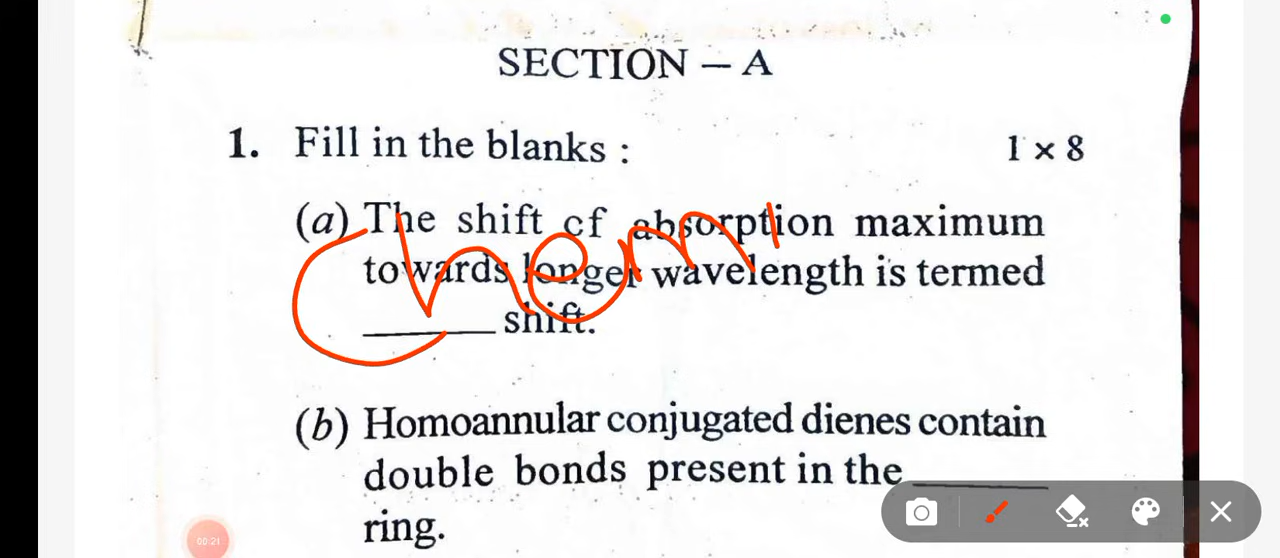 SECTION – A
1. Fill in the blanks : 1 × 8
(a) The shift of absorption maximum
towards longer wavelength is termed
______ shift.
Chemi
(b) Homoannular conjugated dienes contain
double bonds present in the ______
ring.
00:21